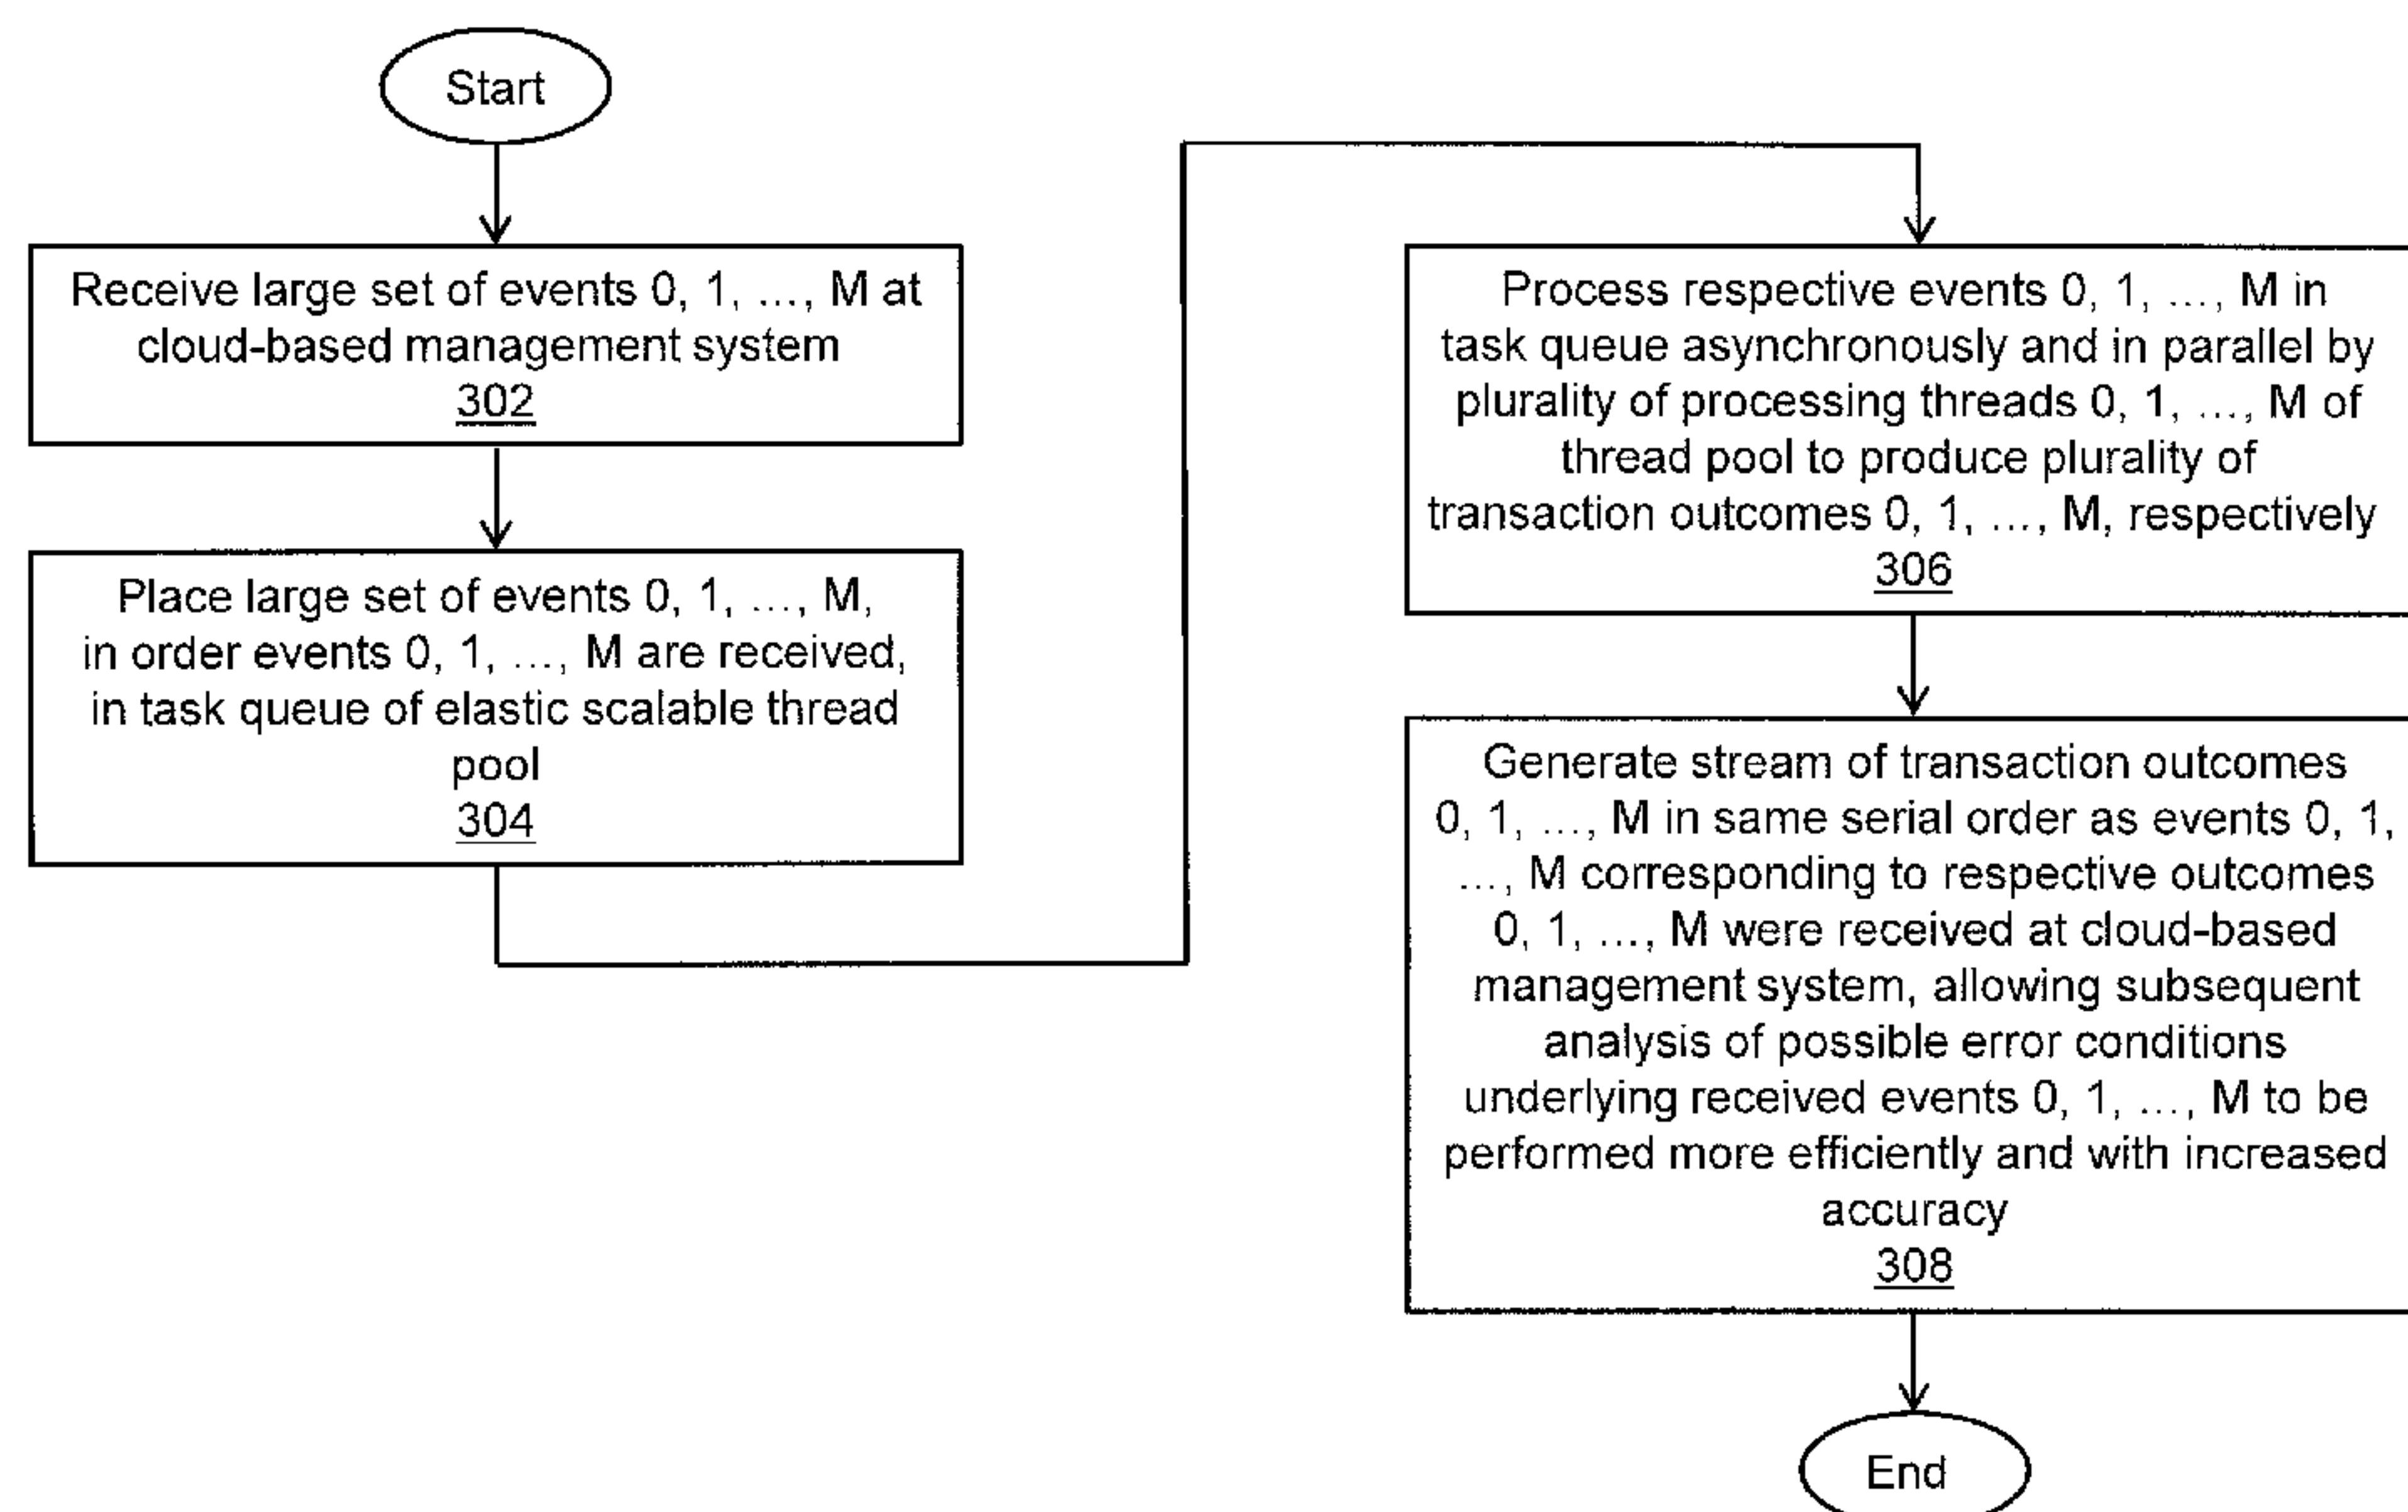 Start
Receive large set of events 0, 1, ..., M at
cloud-based management system
302
Place large set of events 0, 1, ..., M,
in order events 0, 1, ..., M are received,
in task queue of elastic scalable thread
pool
304
Process respective events 0, 1, ..., M in
task queue asynchronously and in parallel by
plurality of processing threads 0, 1, ..., M of
thread pool to produce plurality of
transaction outcomes 0, 1, ..., M, respectively
306
Generate stream of transaction outcomes
0, 1, ..., M in same serial order as events 0, 1,
..., M corresponding to respective outcomes
0, 1, ..., M were received at cloud-based
management system, allowing subsequent
analysis of possible error conditions
underlying received events 0, 1, ..., M to be
performed more efficiently and with increased
accuracy
308
End